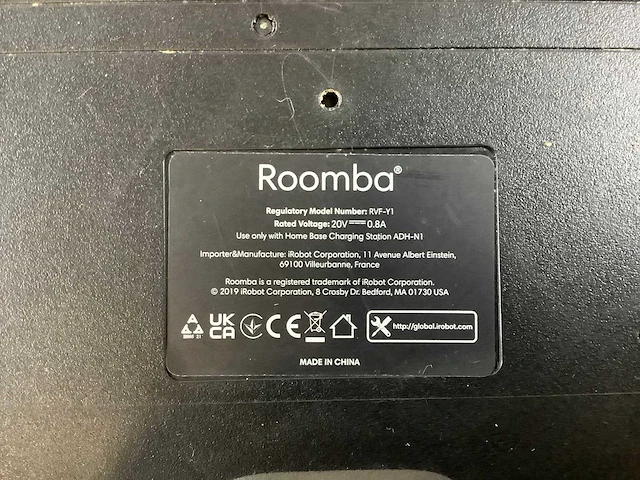 Roomba®
Regulatory Model Number: RVF-Y1
Rated Voltage: 20V 0.8A
Use only with Home Base Charging Station ADH-N1
Importer&Manufacture: iRobot Corporation, 11 Avenue Albert Einstein,
69100 Villeurbanne, France
Roomba is a registered trademark of iRobot Corporation.
© 2019 iRobot Corporation, 8 Crosby Dr. Bedford, MA 01730 USA
UK CA CE http://global.irobot.com
MADE IN CHINA